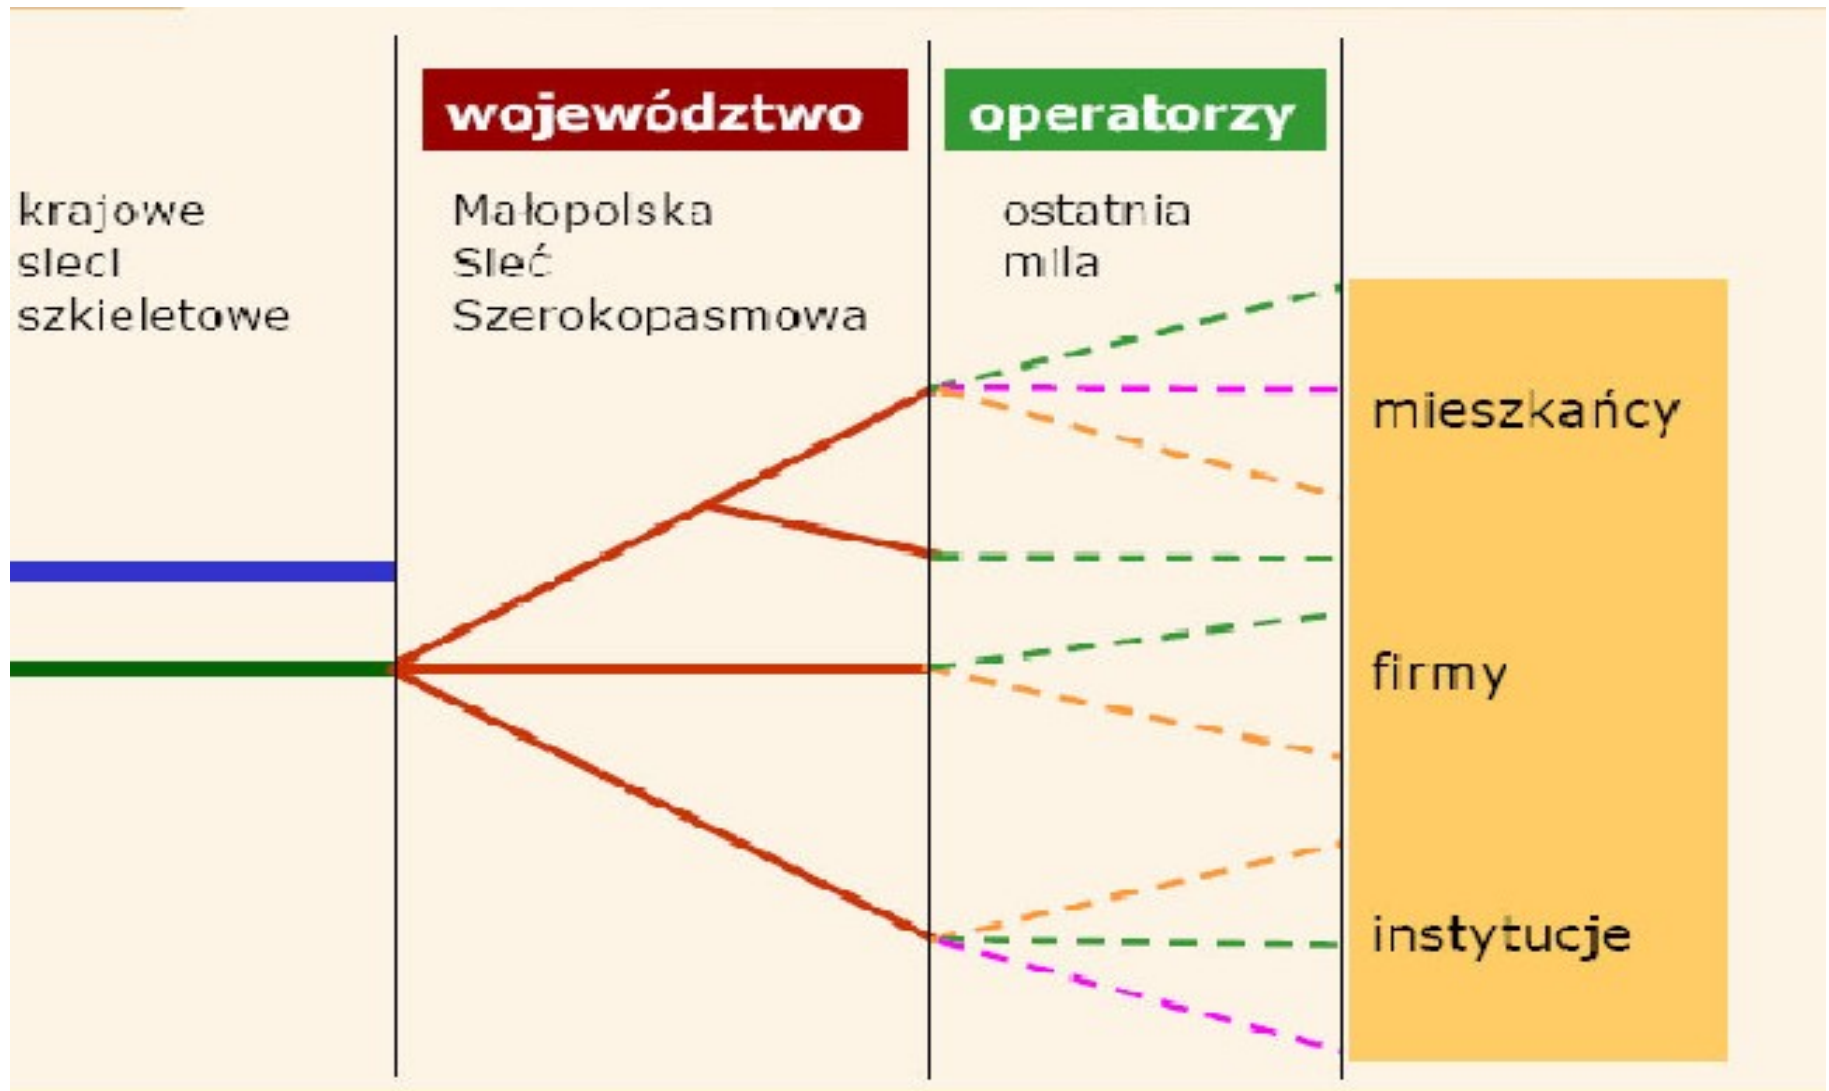 województwo
operatorzy
krajowe
sieci
szkieletowe
Małopolska
Sieć
Szerokopasmowa
ostatnia
mila
mieszkańcy
firmy
instytucje